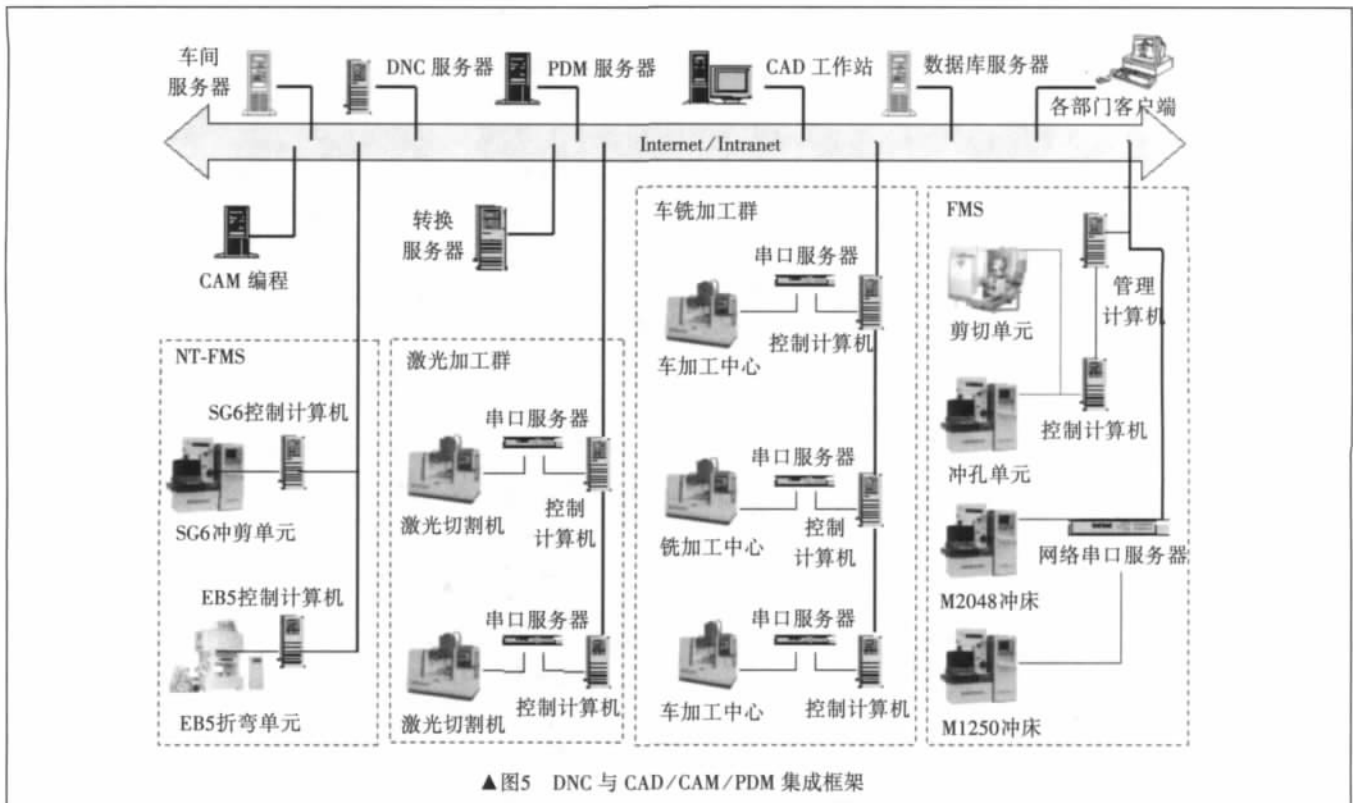 车间
服务器
DNC 服务器
PDM 服务器
CAD 工作站
数据库服务器
各部门客户端
Internet/Intranet
CAM 编程
转换
服务器
NT-FMS
SG6控制计算机
SG6冲剪单元
EB5控制计算机
EB5折弯单元
激光加工群
串口服务器
激光切割机
控制
计算机
串口服务器
激光切割机
控制计算机
车铣加工群
串口服务器
车加工中心
控制计算机
串口服务器
铣加工中心
控制
计算机
串口服务器
车加工中心
控制计算机
FMS
管理
计算机
剪切单元
控制计算机
冲孔单元
网络串口服务器
M2048冲床
M1250冲床
▲图5 DNC 与 CAD/CAM/PDM 集成框架